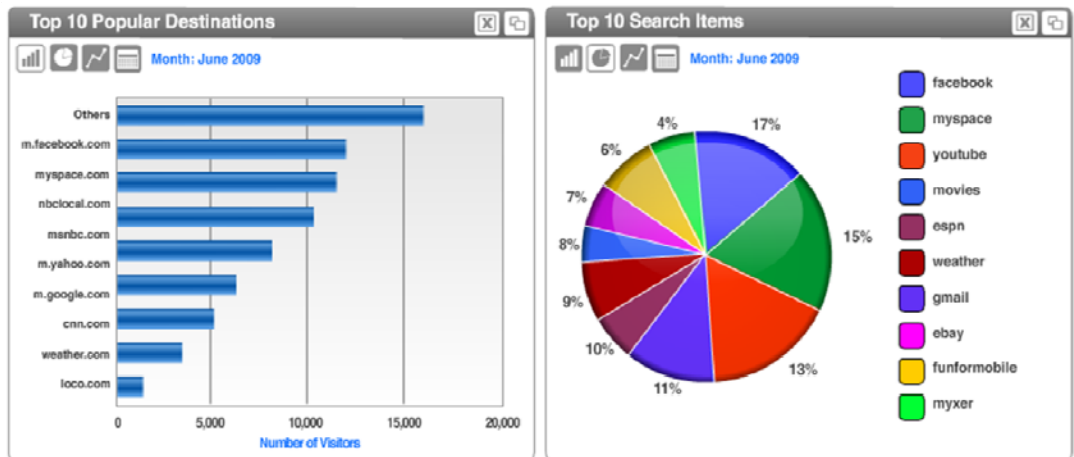 Top 10 Popular Destinations
Month: June 2009
Others
m.facebook.com
myspace.com
nbclocal.com
msnbc.com
m.yahoo.com
m.google.com
cnn.com
weather.com
loco.com
0 5,000 10,000 15,000 20,000
Number of Visitors
Top 10 Search Items
Month: June 2009
17%
15%
13%
11%
10%
9%
8%
7%
6%
4%
facebook
myspace
youtube
movies
espn
weather
gmail
ebay
funformobile
myxer